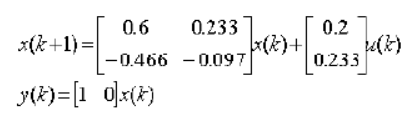 x(k+1)=[0.6 0.233; -0.466 -0.097]x(k)+[0.2; 0.233]u(k)
y(k)=[1 0]x(k)